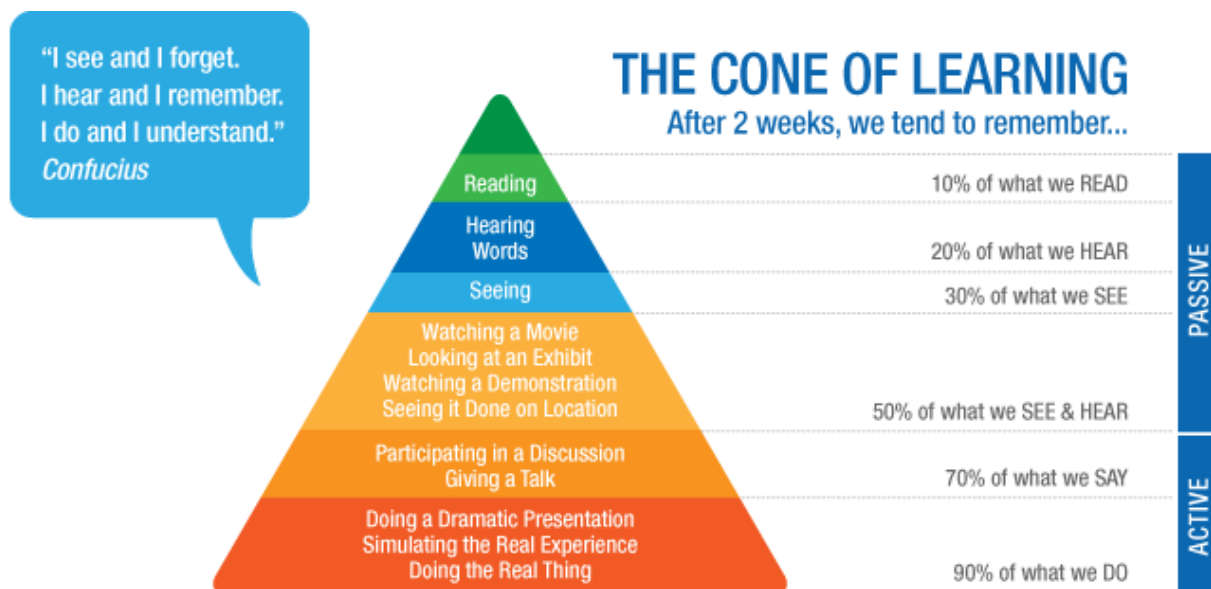 “I see and I forget.
I hear and I remember.
I do and I understand.”
Confucius
THE CONE OF LEARNING
After 2 weeks, we tend to remember...
Reading
10% of what we READ
Hearing
Words
20% of what we HEAR
Seeing
30% of what we SEE
Watching a Movie
Looking at an Exhibit
Watching a Demonstration
Seeing it Done on Location
50% of what we SEE & HEAR
PASSIVE
Participating in a Discussion
Giving a Talk
70% of what we SAY
Doing a Dramatic Presentation
Simulating the Real Experience
Doing the Real Thing
90% of what we DO
ACTIVE